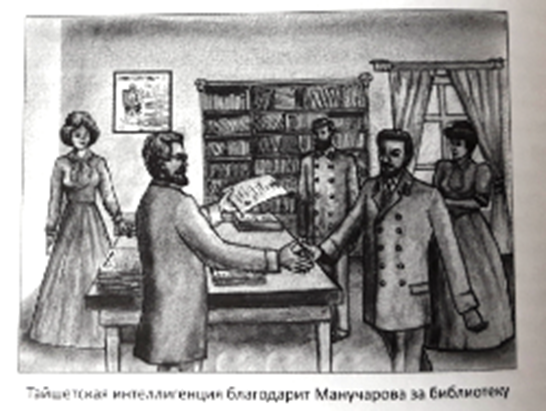 Тайшетская интеллигенция благодарит Манучарова за библиотеку